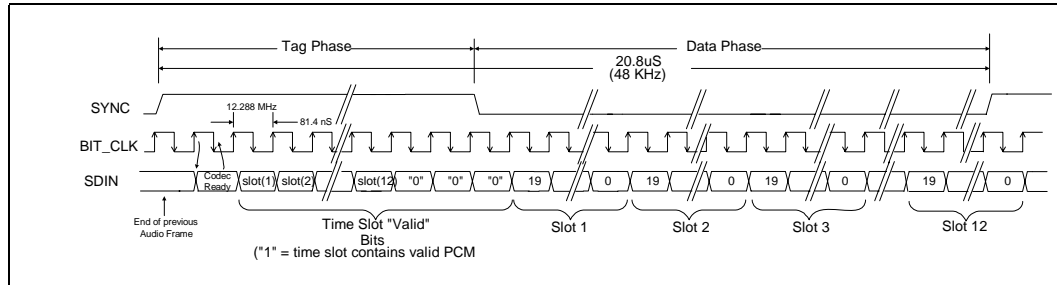 Tag Phase
Data Phase
20.8uS
(48 KHz)
SYNC
12.288 MHz
81.4 nS
BIT_CLK
SDIN
Codec
Ready
slot(1)
slot(2)
slot(12)
"0"
"0"
"0"
19
0
19
0
19
0
19
0
End of previous
Audio Frame
Time Slot "Valid"
Bits
("1" = time slot contains valid PCM
Slot 1
Slot 2
Slot 3
Slot 12